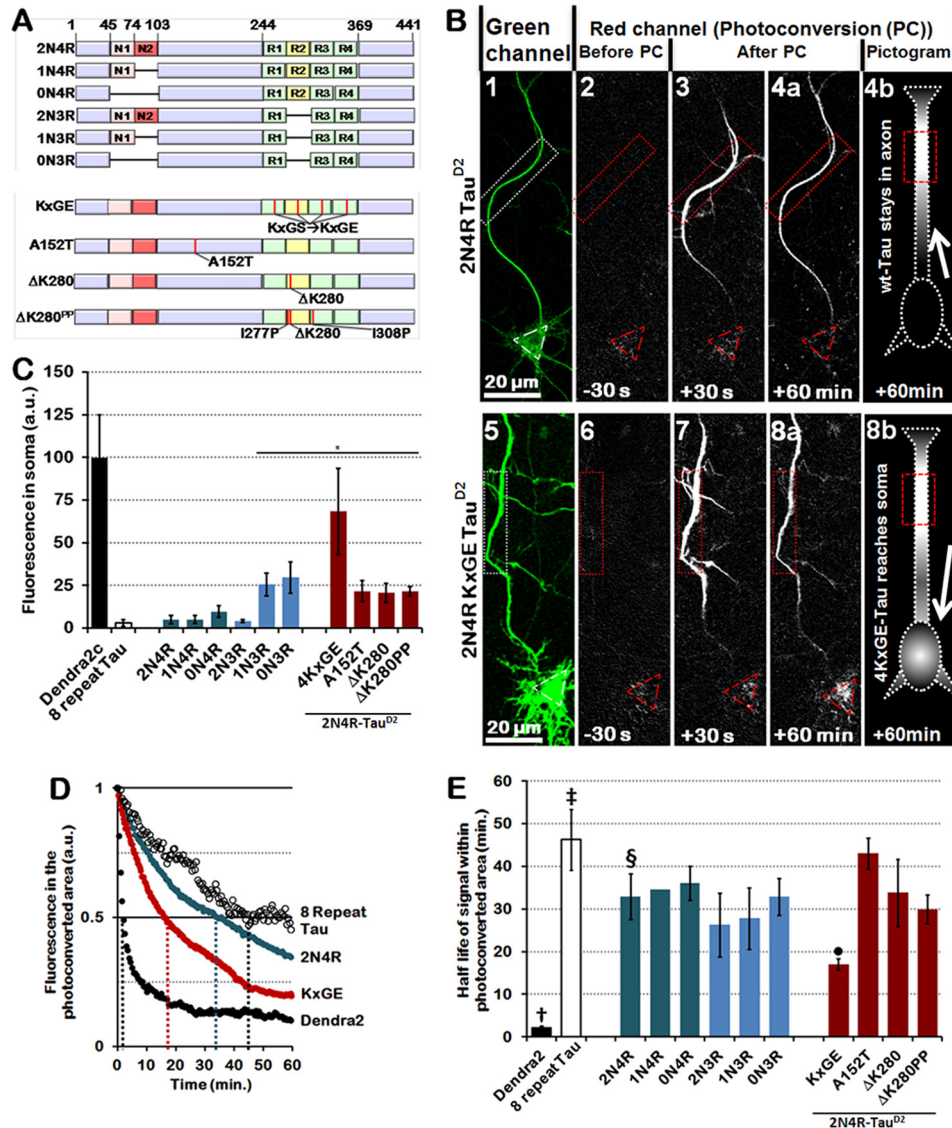 A
1 45 74 103 244 369 441
2N4R N1 N2 R1 R2 R3 R4
1N4R N1 R1 R2 R3 R4
0N4R R1 R2 R3 R4
2N3R N1 N2 R1 R3 R4
1N3R N1 R1 R3 R4
0N3R R1 R3 R4
KxGE
KxGS→KxGE
A152T
A152T
ΔK280
ΔK280
ΔK280PP
I277P ΔK280 I308P
B
Green channel
Red channel (Photoconversion (PC))
Before PC
After PC
Pictogram
2N4R TauD2
1
2
3
4a
4b
wt-Tau stays in axon
20 µm
-30 s
+30 s
+60 min
+60min
2N4R KxGE TauD2
5
6
7
8a
8b
4KxGE-Tau reaches soma
20 µm
-30 s
+30 s
+60 min
+60min
C
Fluorescence in soma (a.u.)
150
125
100
75
50
25
0
*
Dendra2c
8 repeat Tau
2N4R
1N4R
0N4R
2N3R
1N3R
0N3R
4KxGE
A152T
ΔK280
ΔK280PP
2N4R-TauD2
D
Fluorescence in the photoconverted area (a.u.)
1
0.5
0
8 Repeat Tau
2N4R
KxGE
Dendra2
0 10 20 30 40 50 60
Time (min.)
E
Half life of signal within photoconverted area (min.)
60
50
40
30
20
10
0
†
‡
§
●
Dendra2
8 repeat Tau
2N4R
1N4R
0N4R
2N3R
1N3R
0N3R
KxGE
A152T
ΔK280
ΔK280PP
2N4R-TauD2